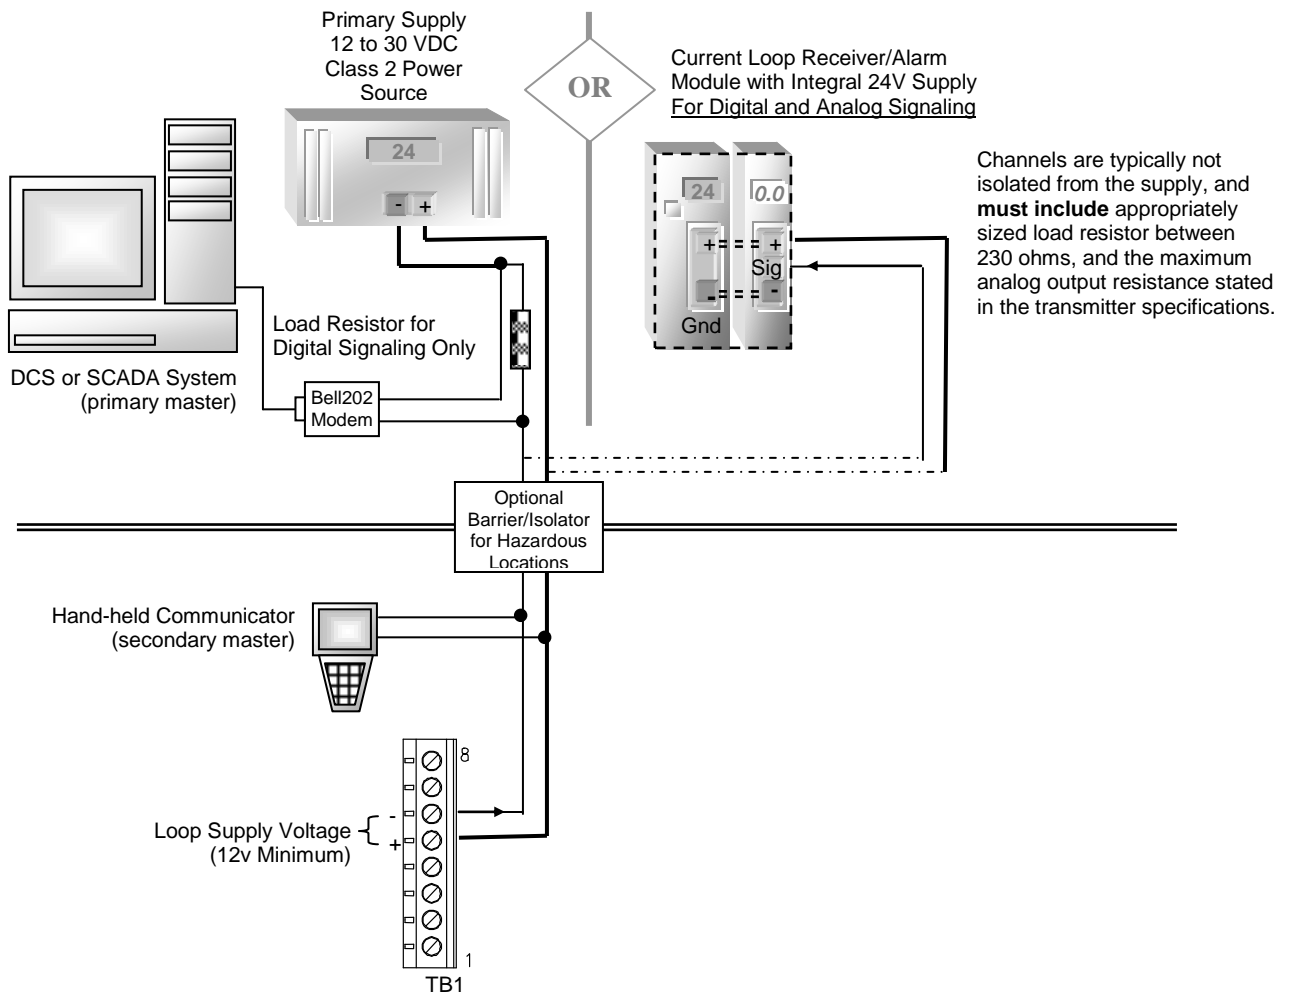 Primary Supply
12 to 30 VDC
Class 2 Power
Source
24
- +
OR
Current Loop Receiver/Alarm
Module with Integral 24V Supply
For Digital and Analog Signaling
24
0.0
+ +
Sig
- -
Gnd
Channels are typically not
isolated from the supply, and
must include appropriately
sized load resistor between
230 ohms, and the maximum
analog output resistance stated
in the transmitter specifications.
Load Resistor for
Digital Signaling Only
DCS or SCADA System
(primary master)
Bell202
Modem
Optional
Barrier/Isolator
for Hazardous
Locations
Hand-held Communicator
(secondary master)
8
Loop Supply Voltage
(12v Minimum)
-
+
1
TB1